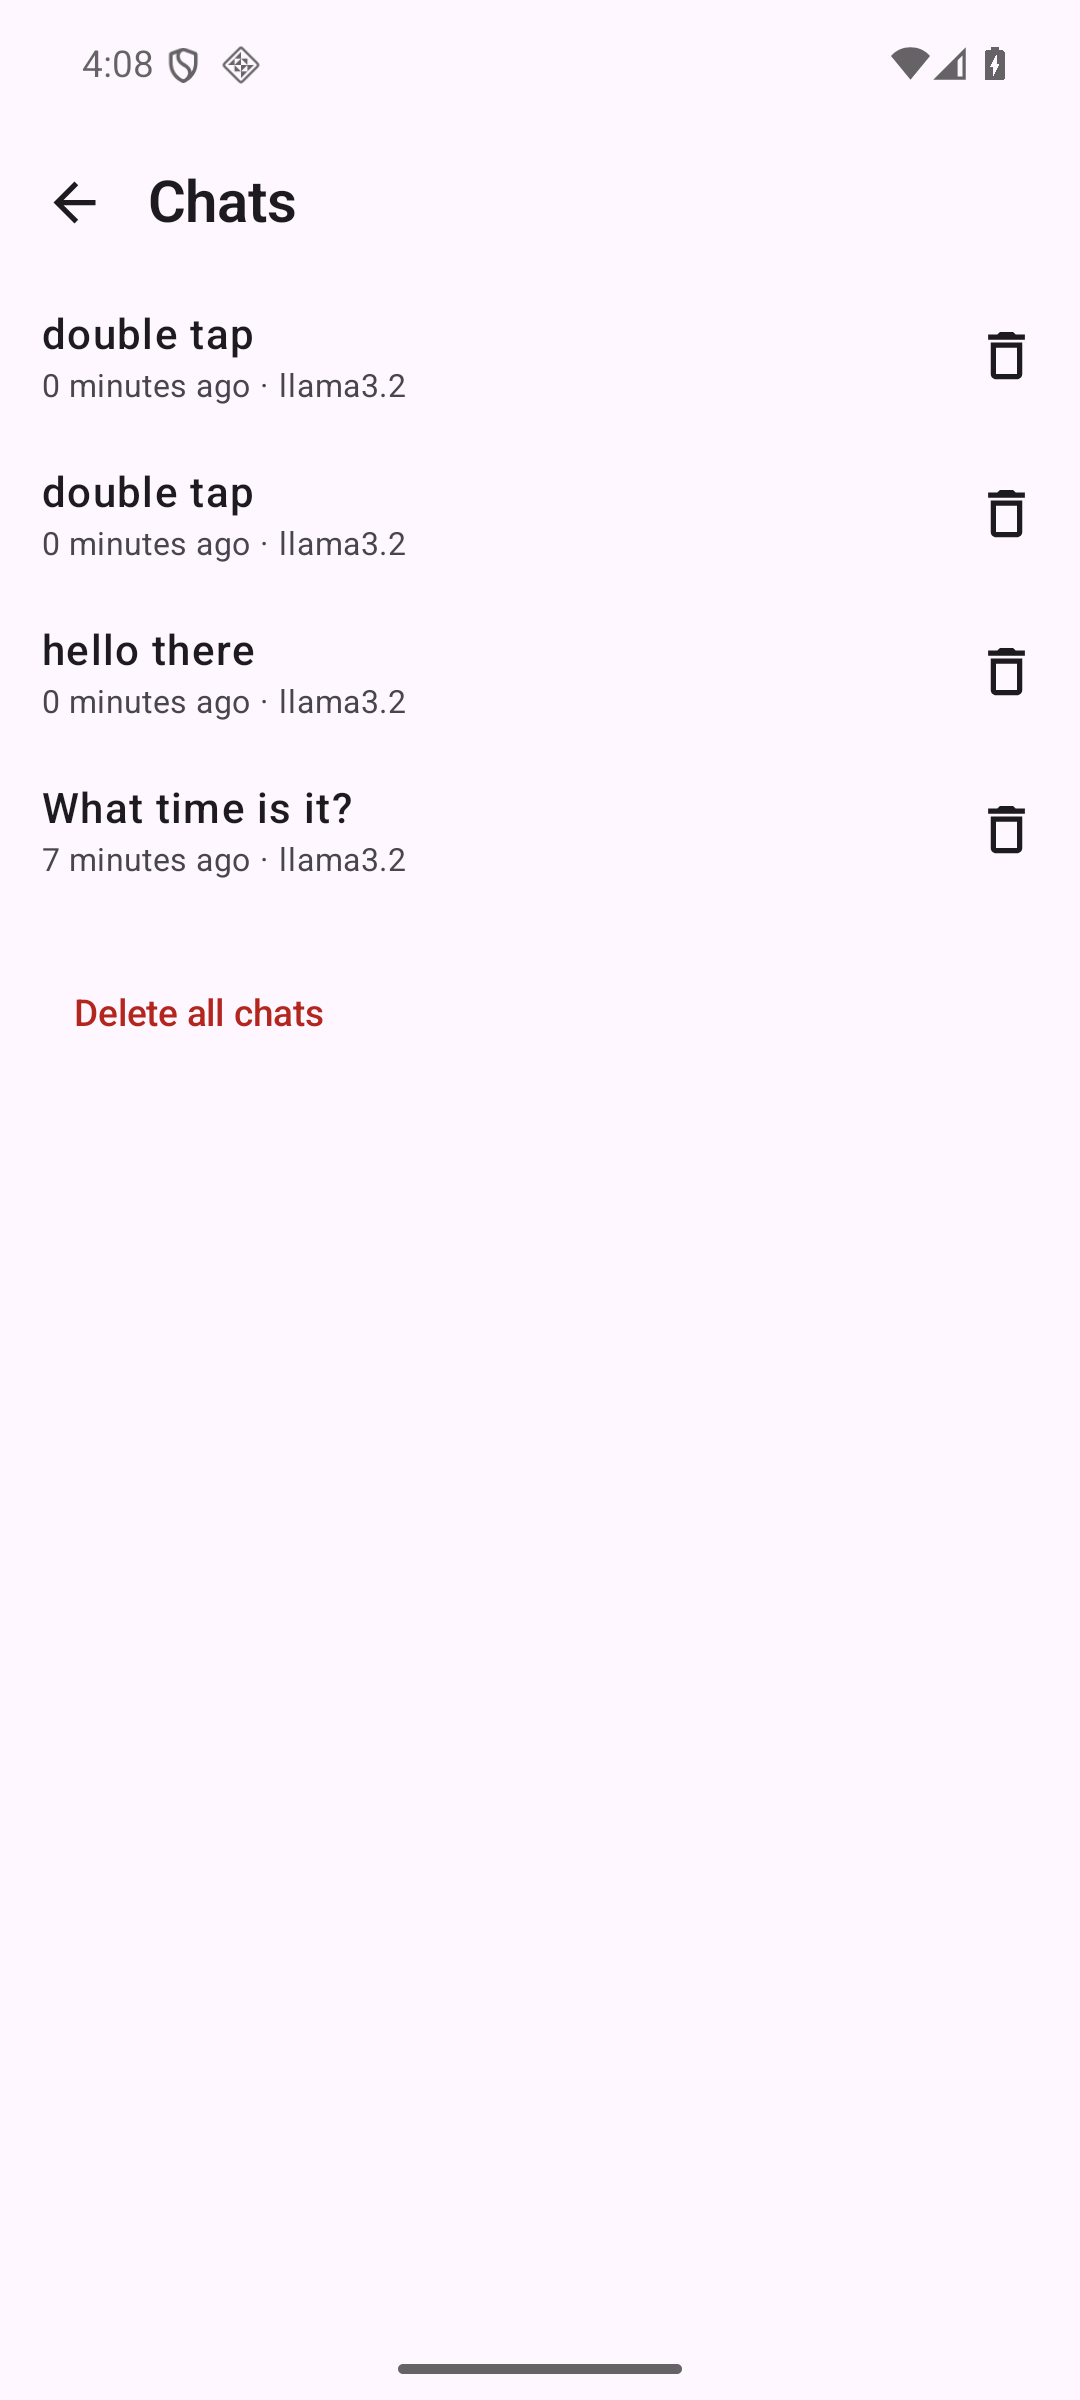 4:08
Chats
double tap
0 minutes ago · llama3.2
double tap
0 minutes ago · llama3.2
hello there
0 minutes ago · llama3.2
What time is it?
7 minutes ago · llama3.2
Delete all chats